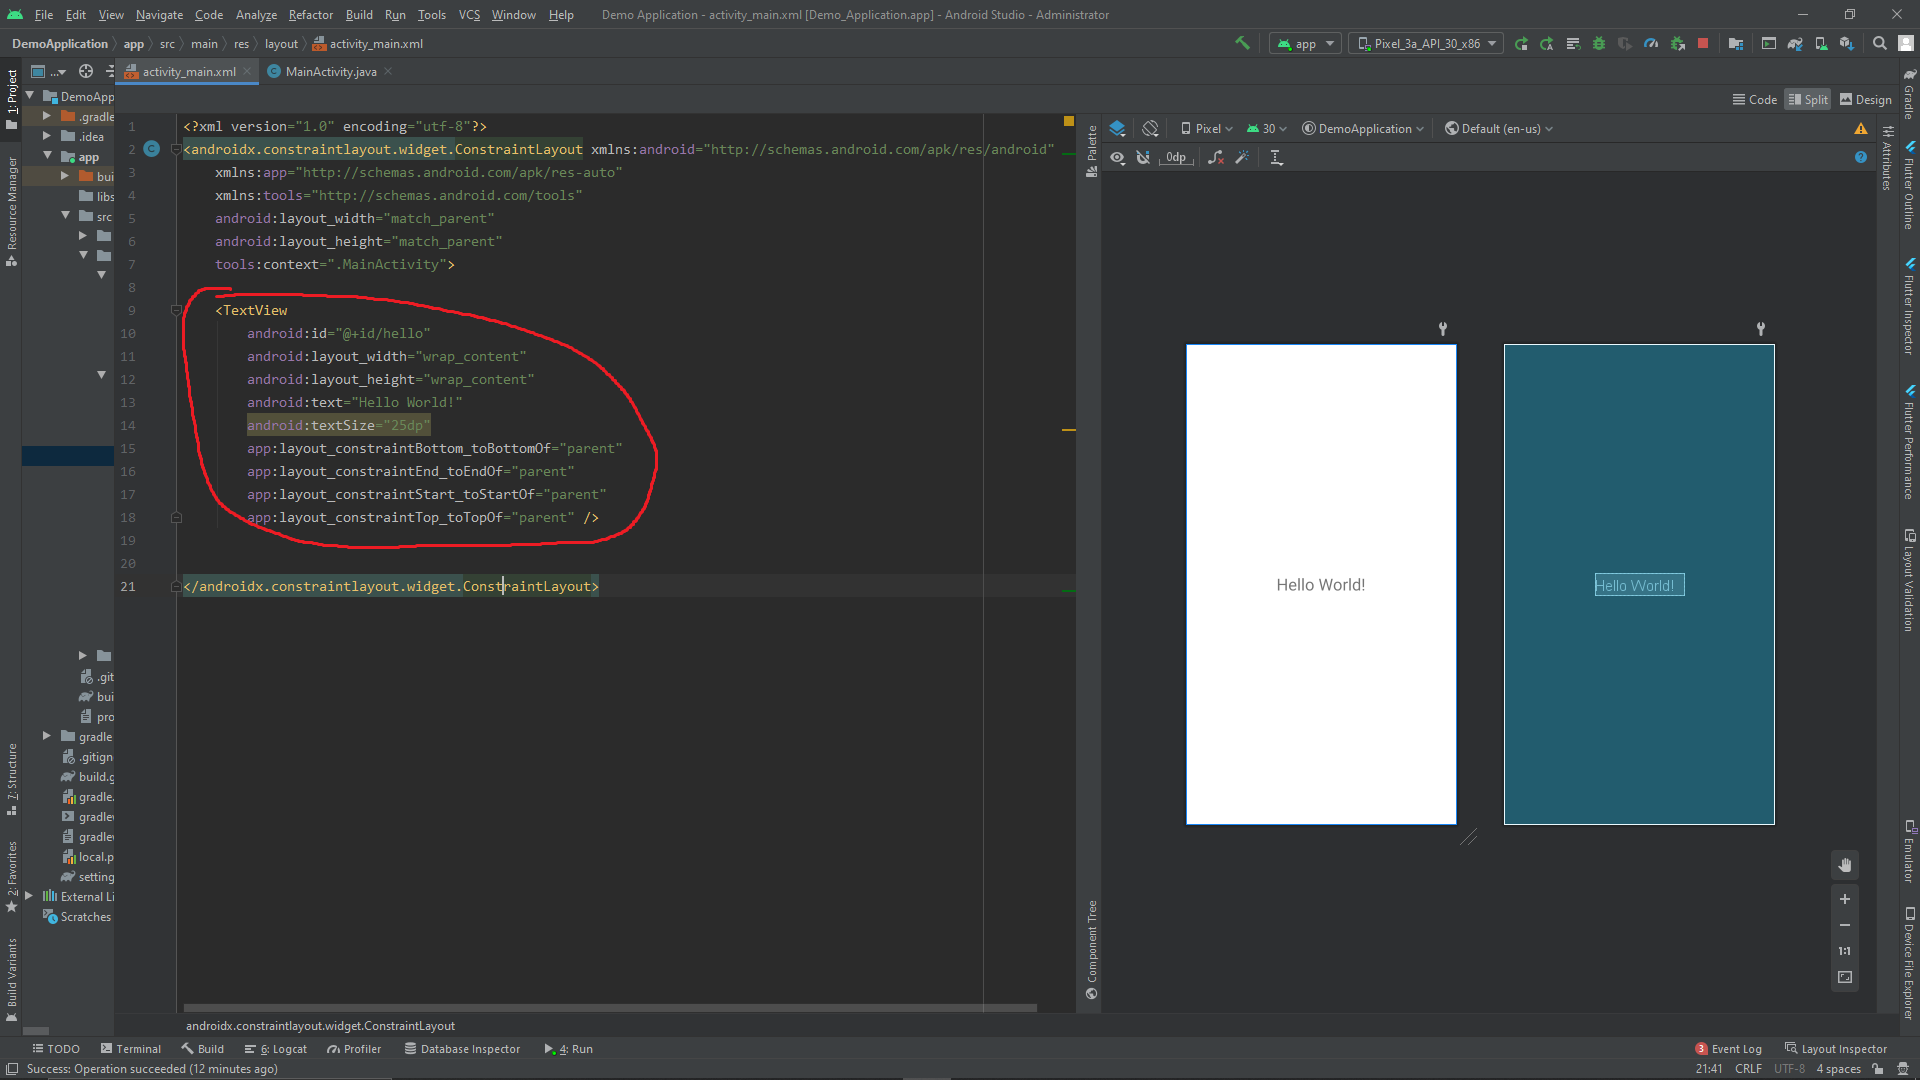 File Edit View Navigate Code Analyze Refactor Build Run Tools VCS Window Help Demo Application - activity_main.xml [Demo_Application.app] - Android Studio - Administrator
DemoApplication app src main res layout activity_main.xml
app Pixel_3a_API_30_x86
... activity_main.xml MainActivity.java
Code Split Design
1: Project
Resource Manager
7: Structure
2: Favorites
Build Variants
DemoApp
.gradle
.idea
app
bui
libs
src
.git
bui
pro
gradle
.gitign
build.g
gradle.
gradlew
gradlew
local.p
setting
External Li
Scratches
1 <?xml version="1.0" encoding="utf-8"?>
2 <androidx.constraintlayout.widget.ConstraintLayout xmlns:android="http://schemas.android.com/apk/res/android"
3 xmlns:app="http://schemas.android.com/apk/res-auto"
4 xmlns:tools="http://schemas.android.com/tools"
5 android:layout_width="match_parent"
6 android:layout_height="match_parent"
7 tools:context=".MainActivity">
8
9 <TextView
10 android:id="@+id/hello"
11 android:layout_width="wrap_content"
12 android:layout_height="wrap_content"
13 android:text="Hello World!"
14 android:textSize="25dp"
15 app:layout_constraintBottom_toBottomOf="parent"
16 app:layout_constraintEnd_toEndOf="parent"
17 app:layout_constraintStart_toStartOf="parent"
18 app:layout_constraintTop_toTopOf="parent" />
19
20
21 </androidx.constraintlayout.widget.ConstraintLayout>
androidx.constraintlayout.widget.ConstraintLayout
Palette
Component Tree
Pixel 30 DemoApplication Default (en-us)
0dp
Hello World!
Hello World!
1:1
Attributes
Gradle
Flutter Outline
Flutter Inspector
Flutter Performance
Layout Validation
Emulator
Device File Explorer
TODO Terminal Build 6: Logcat Profiler Database Inspector 4: Run 3 Event Log Layout Inspector
Success: Operation succeeded (12 minutes ago) 21:41 CRLF UTF-8 4 spaces